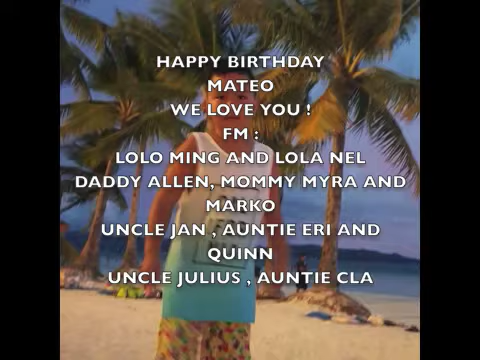 HAPPY BIRTHDAY
MATEO
WE LOVE YOU !
FM :
LOLO MING AND LOLA NEL
DADDY ALLEN, MOMMY MYRA AND
MARKO
UNCLE JAN , AUNTIE ERI AND
QUINN
UNCLE JULIUS , AUNTIE CLA